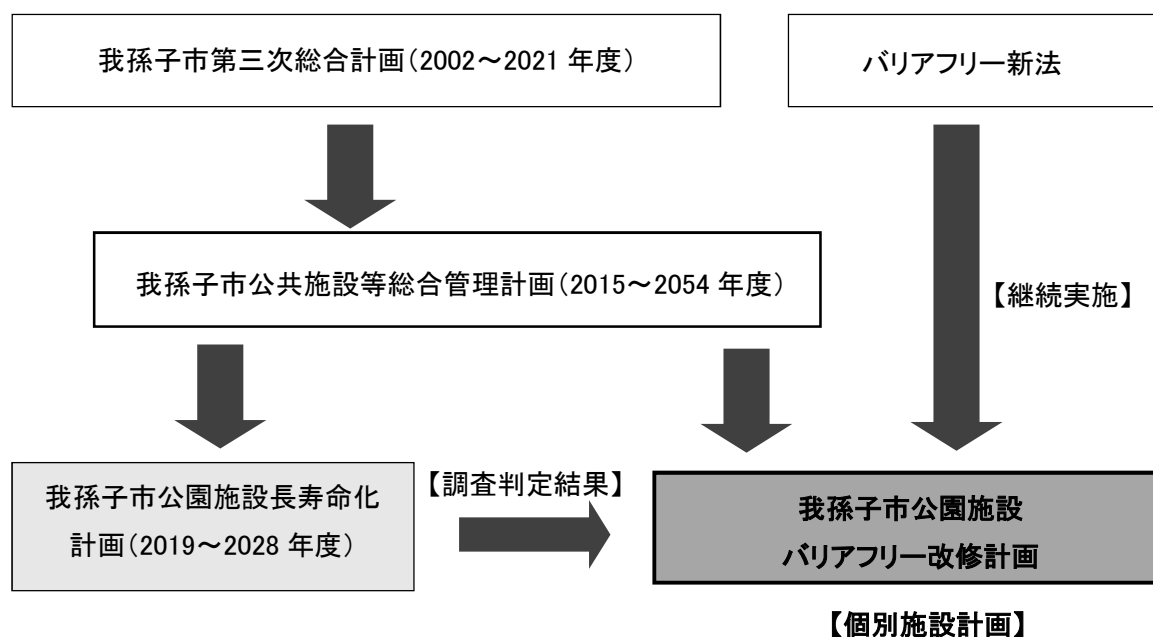 我孫子市第三次総合計画(2002～2021 年度)
バリアフリー新法
我孫子市公共施設等総合管理計画(2015～2054 年度)
【継続実施】
我孫子市公園施設長寿命化
計画(2019～2028 年度)
【調査判定結果】
我孫子市公園施設
バリアフリー改修計画
【個別施設計画】